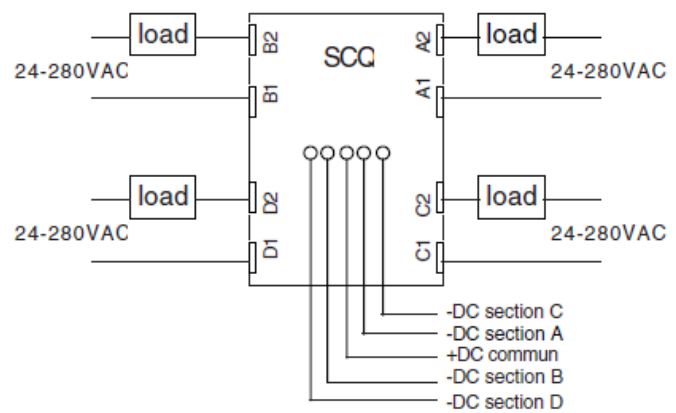 load
B2
SCQ
A2
load
24-280VAC
B1
A1
24-280VAC
load
D2
C2
load
24-280VAC
D1
C1
24-280VAC
-DC section C
-DC section A
+DC commun
-DC section B
-DC section D